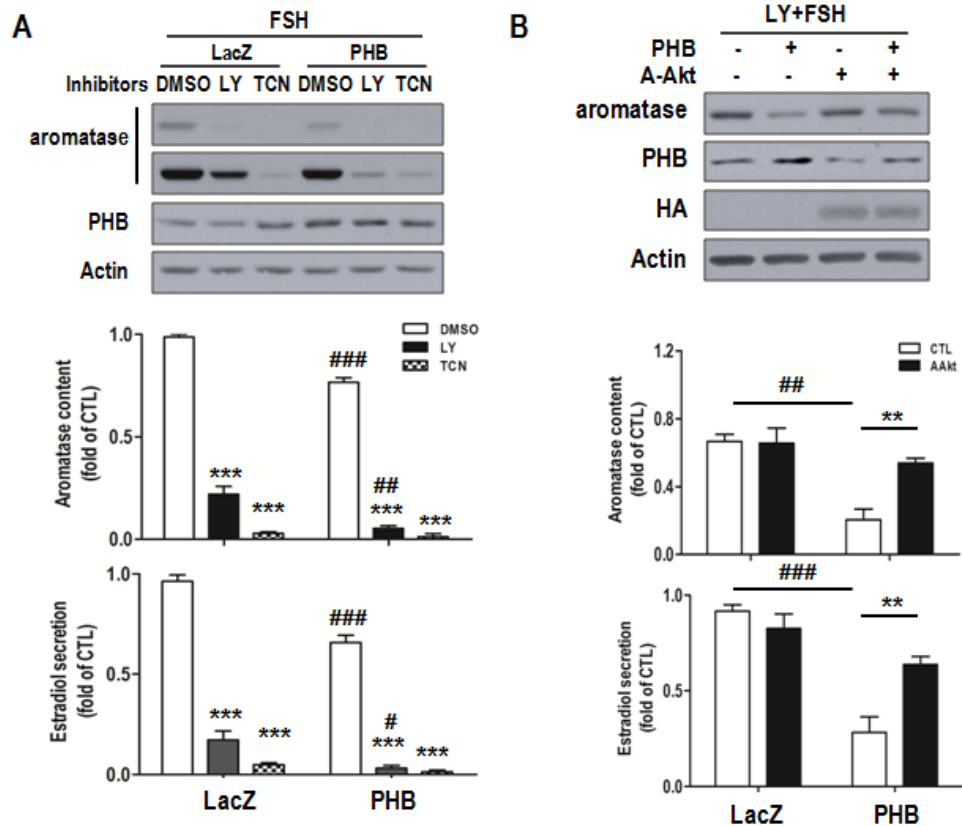 A
FSH
LacZ PHB
Inhibitors DMSO LY TCN DMSO LY TCN
aromatase
PHB
Actin
Aromatase content
(fold of CTL)
1.0
0.5
0.0
DMSO
LY
TCN
***
***
###
##
***
***
Estradiol secretion
(fold of CTL)
1.0
0.5
0.0
***
***
###
#
***
***
LacZ PHB
B
LY+FSH
PHB - + - +
A-Akt - - + +
aromatase
PHB
HA
Actin
Aromatase content
(fold of CTL)
1.2
0.8
0.4
0.0
CTL
AAkt
##
**
Estradiol secretion
(fold of CTL)
1.0
0.5
0.0
###
**
LacZ PHB